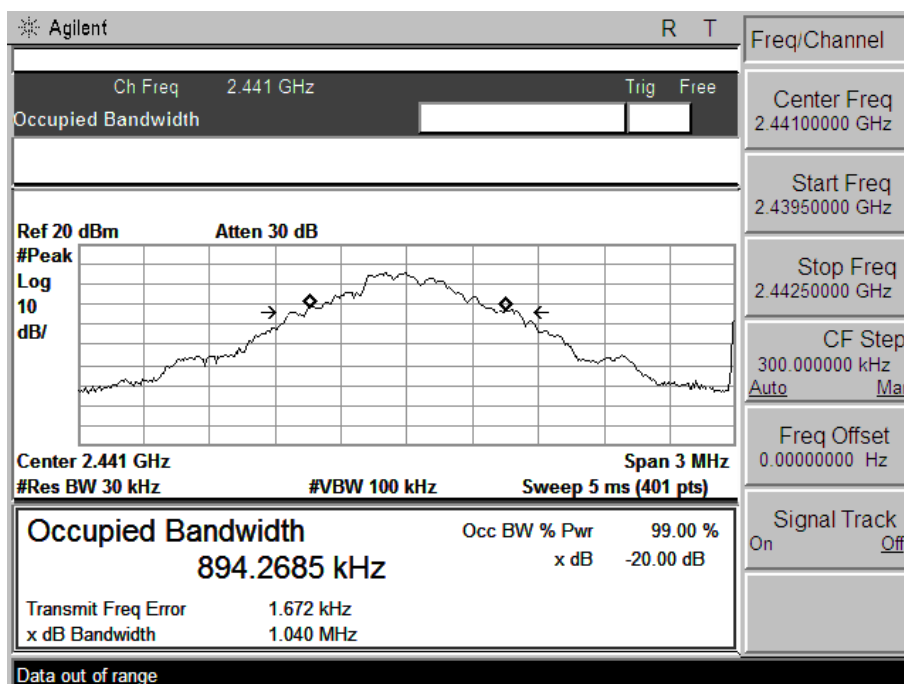 Agilent R T
Ch Freq 2.441 GHz Trig Free
Occupied Bandwidth
Ref 20 dBm Atten 30 dB
#Peak
Log
10
dB/
Center 2.441 GHz Span 3 MHz
#Res BW 30 kHz #VBW 100 kHz Sweep 5 ms (401 pts)
Occupied Bandwidth
894.2685 kHz
Occ BW % Pwr 99.00 %
x dB -20.00 dB
Transmit Freq Error 1.672 kHz
x dB Bandwidth 1.040 MHz
Data out of range
Freq/Channel
Center Freq
2.44100000 GHz
Start Freq
2.43950000 GHz
Stop Freq
2.44250000 GHz
CF Step
300.000000 kHz
Auto Mar
Freq Offset
0.00000000 Hz
Signal Track
On Off